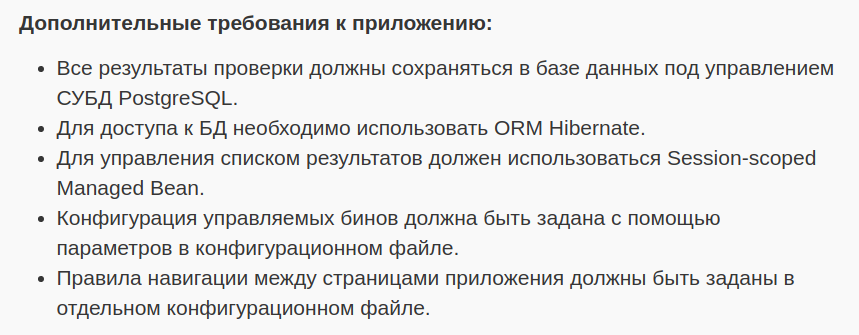 Дополнительные требования к приложению:
• Все результаты проверки должны сохраняться в базе данных под управлением
СУБД PostgreSQL.
• Для доступа к БД необходимо использовать ORM Hibernate.
• Для управления списком результатов должен использоваться Session-scoped
Managed Bean.
• Конфигурация управляемых бинов должна быть задана с помощью
параметров в конфигурационном файле.
• Правила навигации между страницами приложения должны быть заданы в
отдельном конфигурационном файле.